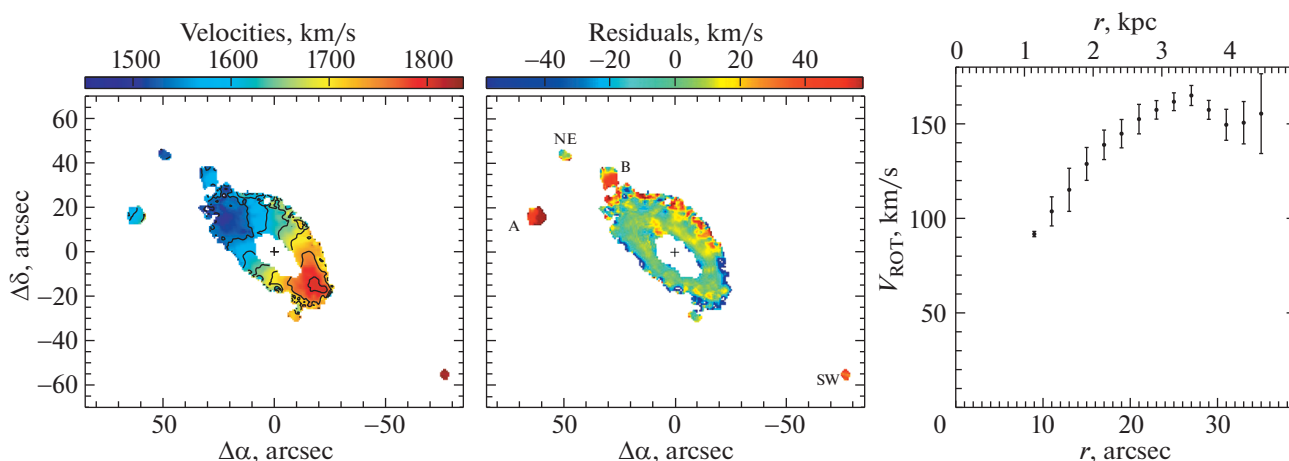 Velocities, km/s
1500 1600 1700 1800
60
40
20
0
−20
−40
−60
Δδ, arcsec
50 0 −50
Δα, arcsec
Residuals, km/s
−40 −20 0 20 40
NE
B
A
SW
50 0 −50
Δα, arcsec
r, kpc
0 1 2 3 4
150
100
50
0
V_ROT, km/s
0 10 20 30
r, arcsec